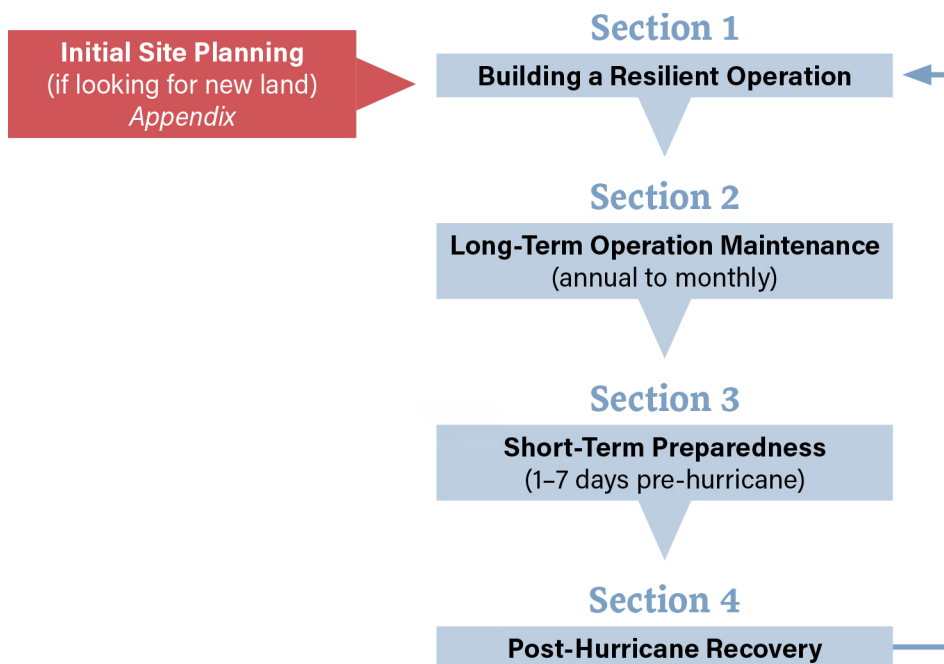 Initial Site Planning
(if looking for new land)
Appendix
Section 1
Building a Resilient Operation
Section 2
Long-Term Operation Maintenance
(annual to monthly)
Section 3
Short-Term Preparedness
(1–7 days pre-hurricane)
Section 4
Post-Hurricane Recovery